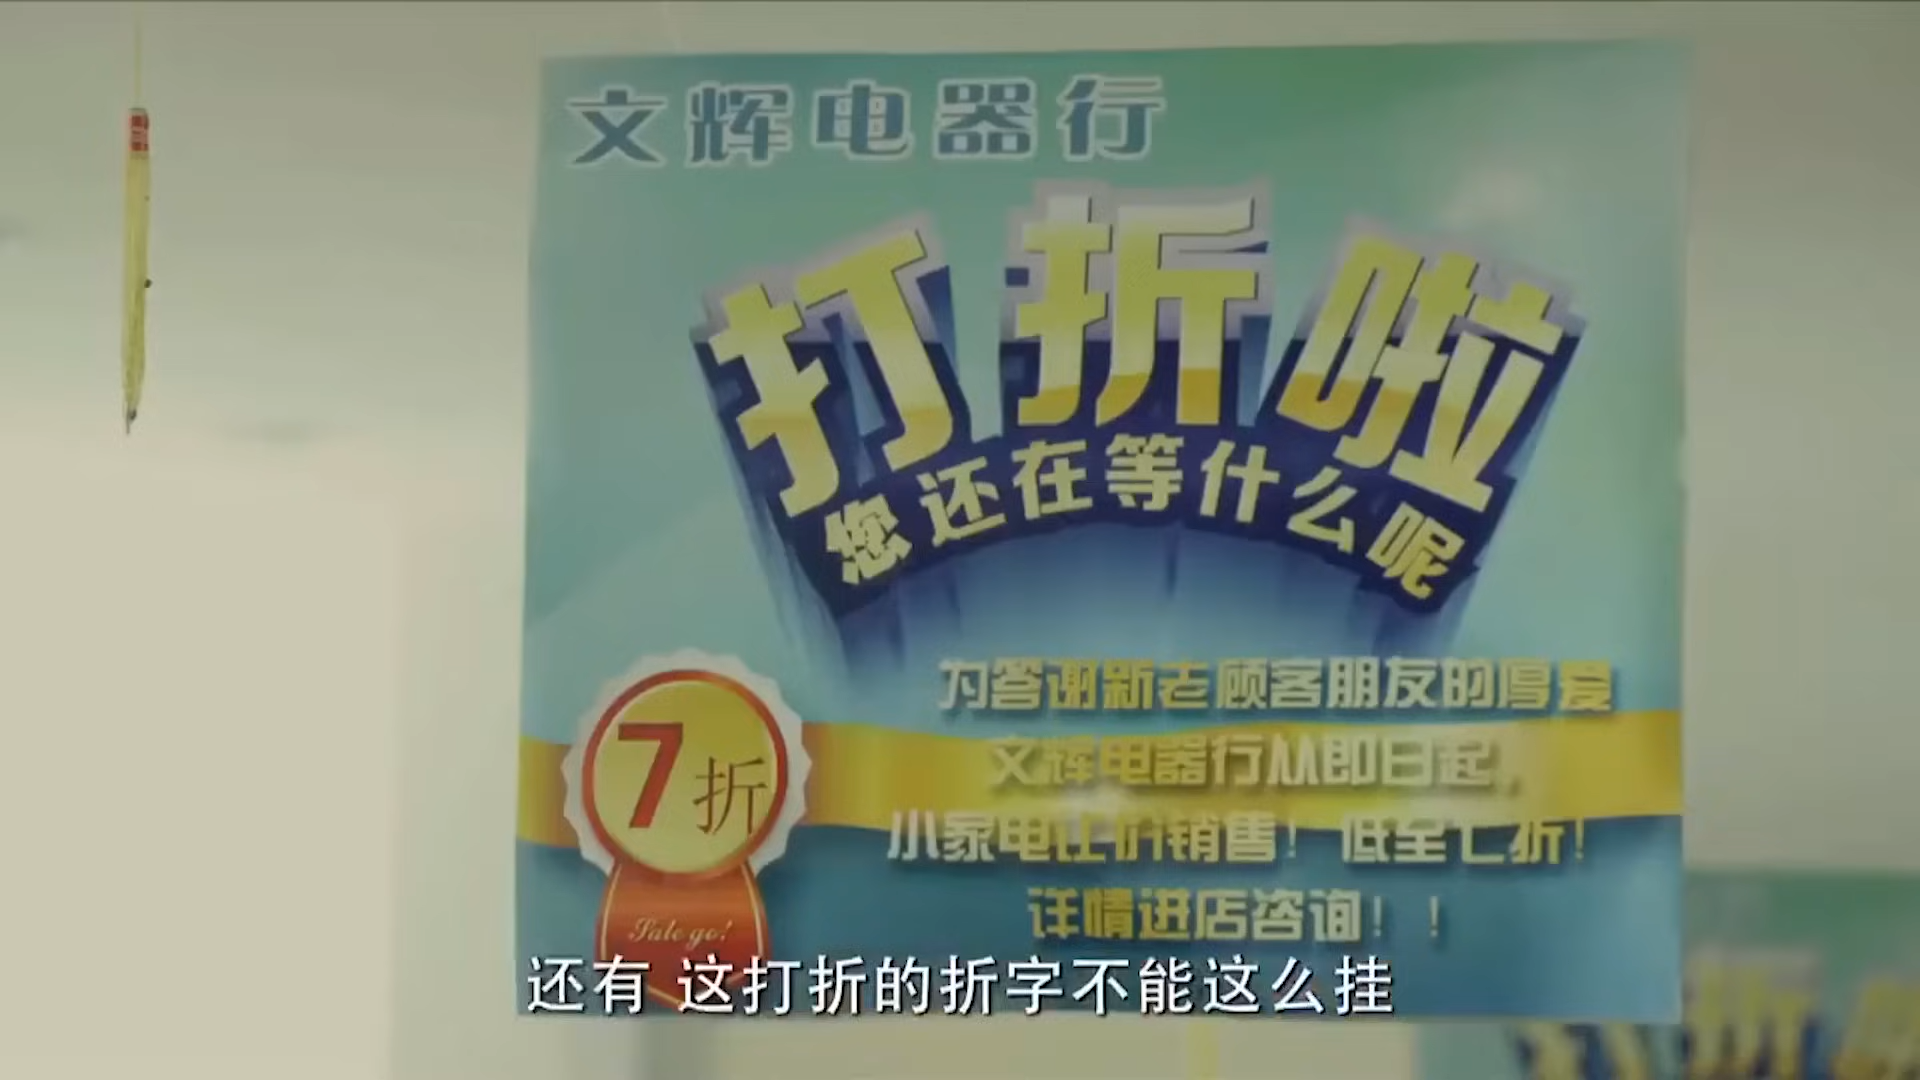 文辉电器行
打折啦
您还在等什么呢
为答谢新老顾客朋友的厚爱
文辉电器行从即日起，
小家电让价销售！低至七折！
详情进店咨询！！
7折
Sale go!
还有 这打折的折字不能这么挂